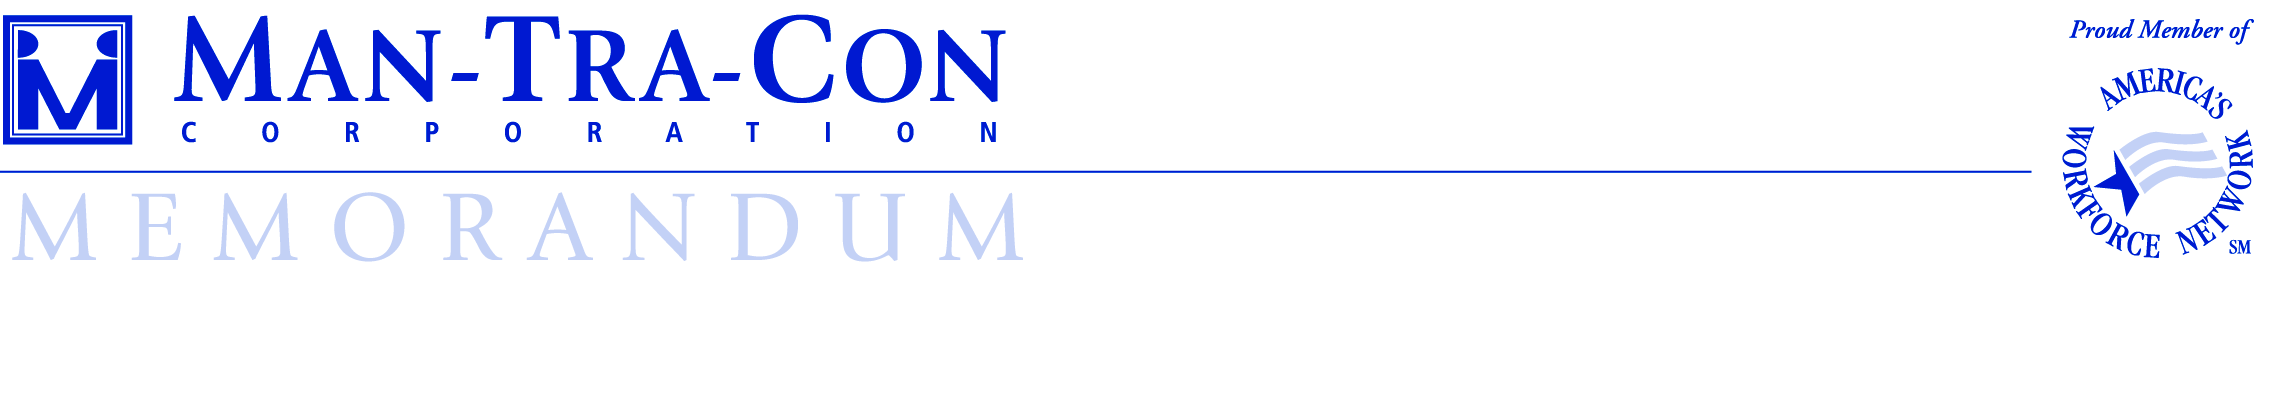 MAN-TRA-CON
CORPORATION
MEMORANDUM
Proud Member of
AMERICA'S
WORKFORCE NETWORK
SM